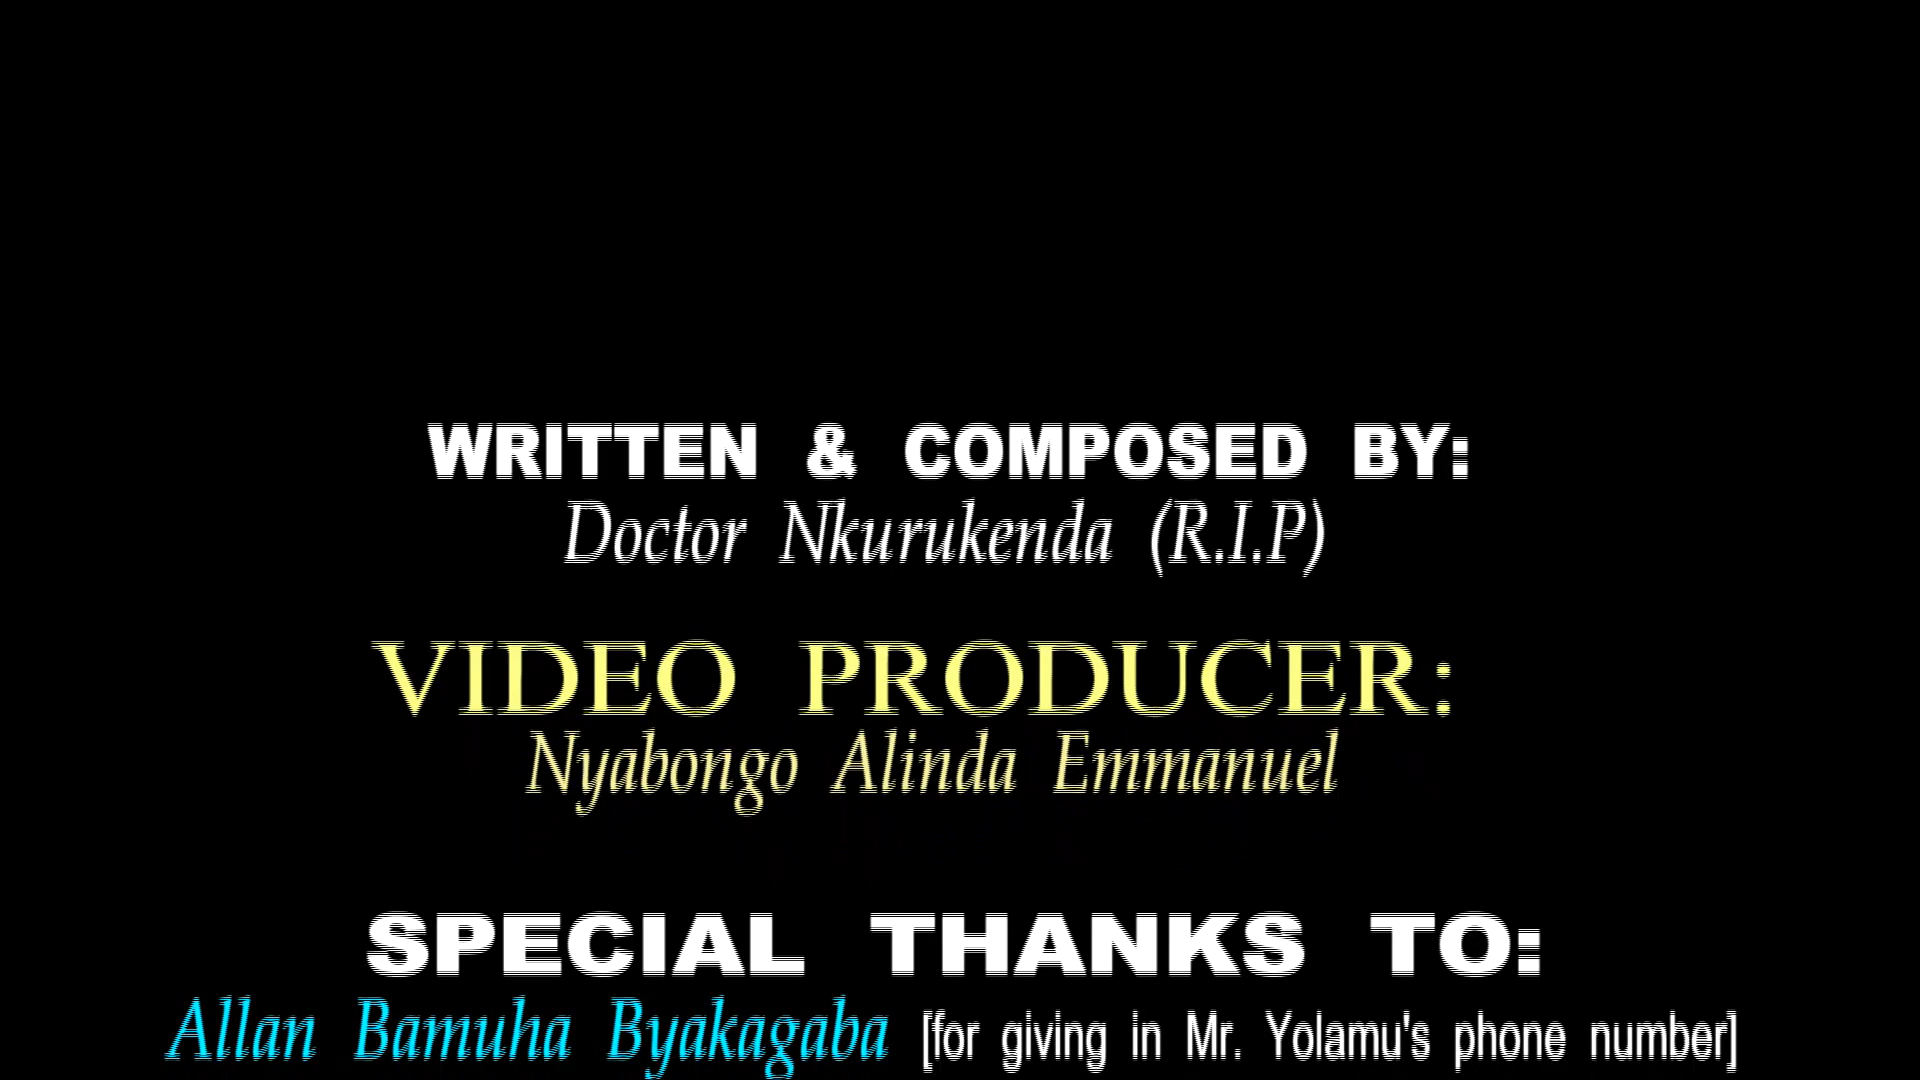 WRITTEN & COMPOSED BY:
Doctor Nkurukenda (R.I.P)
VIDEO PRODUCER:
Nyabongo Alinda Emmanuel
SPECIAL THANKS TO:
Allan Bamuha Byakagaba [for giving in Mr. Yolamu's phone number]